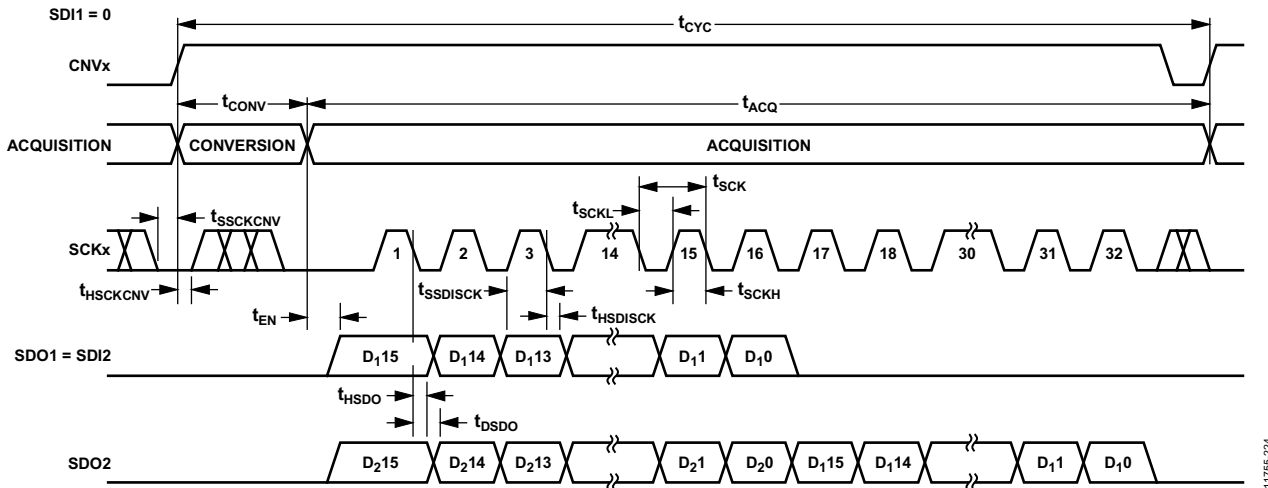 SDI1 = 0
tCYC
CNVx
tCONV
tACQ
ACQUISITION
CONVERSION
ACQUISITION
tSCK
tSCKL
tSSCKCNV
SCKx
1 2 3 14 15 16 17 18 30 31 32
tHSCKCNV
tSSDISCK
tSCKH
tEN
tHSDISCK
SDO1 = SDI2
D115 D114 D113 D11 D10
tHSDO
tDSDO
SDO2
D215 D214 D213 D21 D20 D115 D114 D11 D10
11755-224